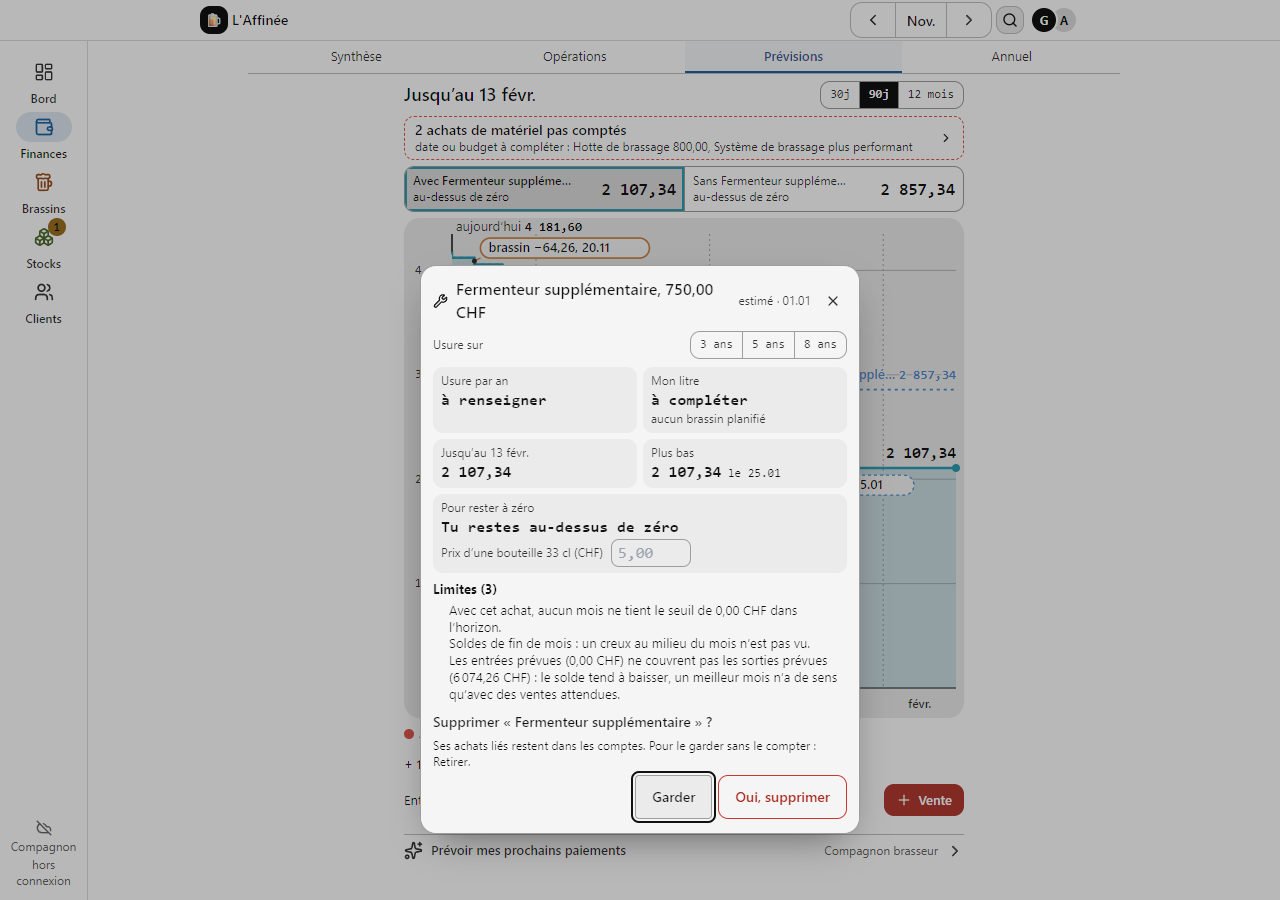 L'Affinée
Nov.
G
A
Bord
Finances
Brassins
1
Stocks
Clients
Compagnon
hors
connexion
Synthèse
Opérations
Prévisions
Annuel
Jusqu’au 13 févr.
30j
90j
12 mois
2 achats de matériel pas comptés
date ou budget à compléter : Hotte de brassage 800,00, Système de brassage plus performant
Avec Fermenteur suppléme…
au-dessus de zéro
2 107,34
Sans Fermenteur suppléme…
au-dessus de zéro
2 857,34
aujourd’hui 4 181,60
brassin −64,26, 20.11
4
3
2
1
pplé… 2 857,34
2 107,34
5.01
févr.
Fermenteur supplémentaire, 750,00
CHF
estimé · 01.01
Usure sur
3 ans
5 ans
8 ans
Usure par an
à renseigner
Mon litre
à compléter
aucun brassin planifié
Jusqu’au 13 févr.
2 107,34
Plus bas
2 107,34 le 25.01
Pour rester à zéro
Tu restes au-dessus de zéro
Prix d’une bouteille 33 cl (CHF)
5,00
Limites (3)
Avec cet achat, aucun mois ne tient le seuil de 0,00 CHF dans
l’horizon.
Soldes de fin de mois : un creux au milieu du mois n’est pas vu.
Les entrées prévues (0,00 CHF) ne couvrent pas les sorties prévues
(6 074,26 CHF) : le solde tend à baisser, un meilleur mois n’a de sens
qu’avec des ventes attendues.
Supprimer « Fermenteur supplémentaire » ?
Ses achats liés restent dans les comptes. Pour le garder sans le compter :
Retirer.
Garder
Oui, supprimer
+ 1
Ent
Vente
Prévoir mes prochains paiements
Compagnon brasseur